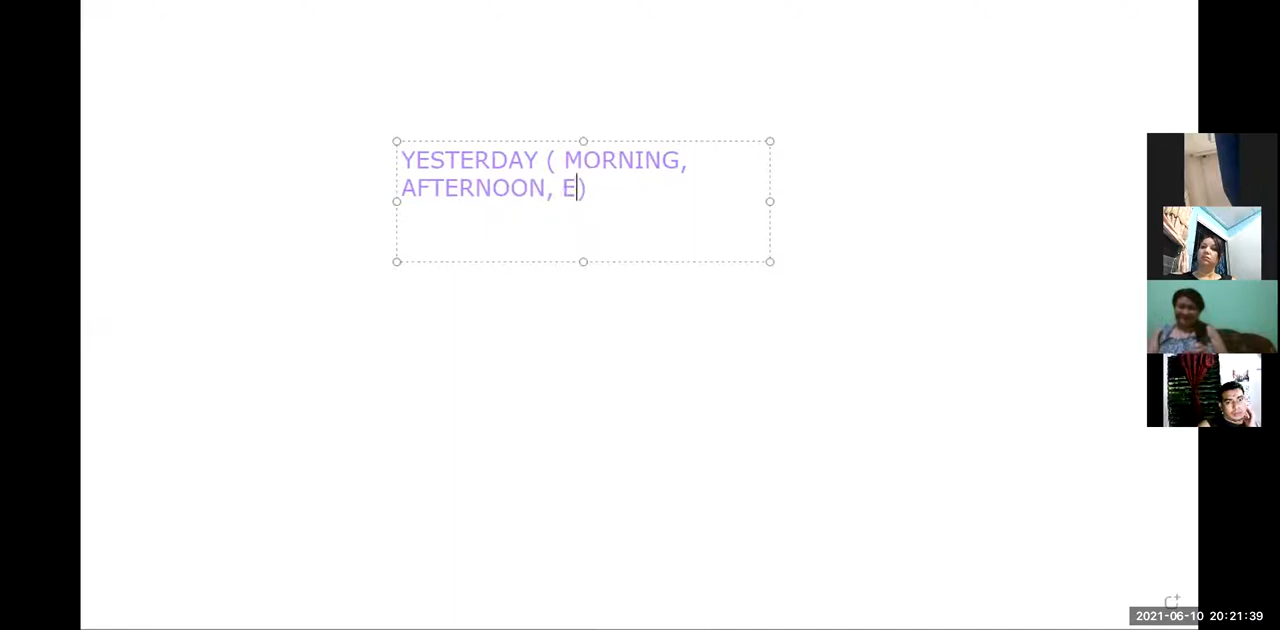 YESTERDAY ( MORNING,
AFTERNOON, E)
2021-06-10 20:21:39